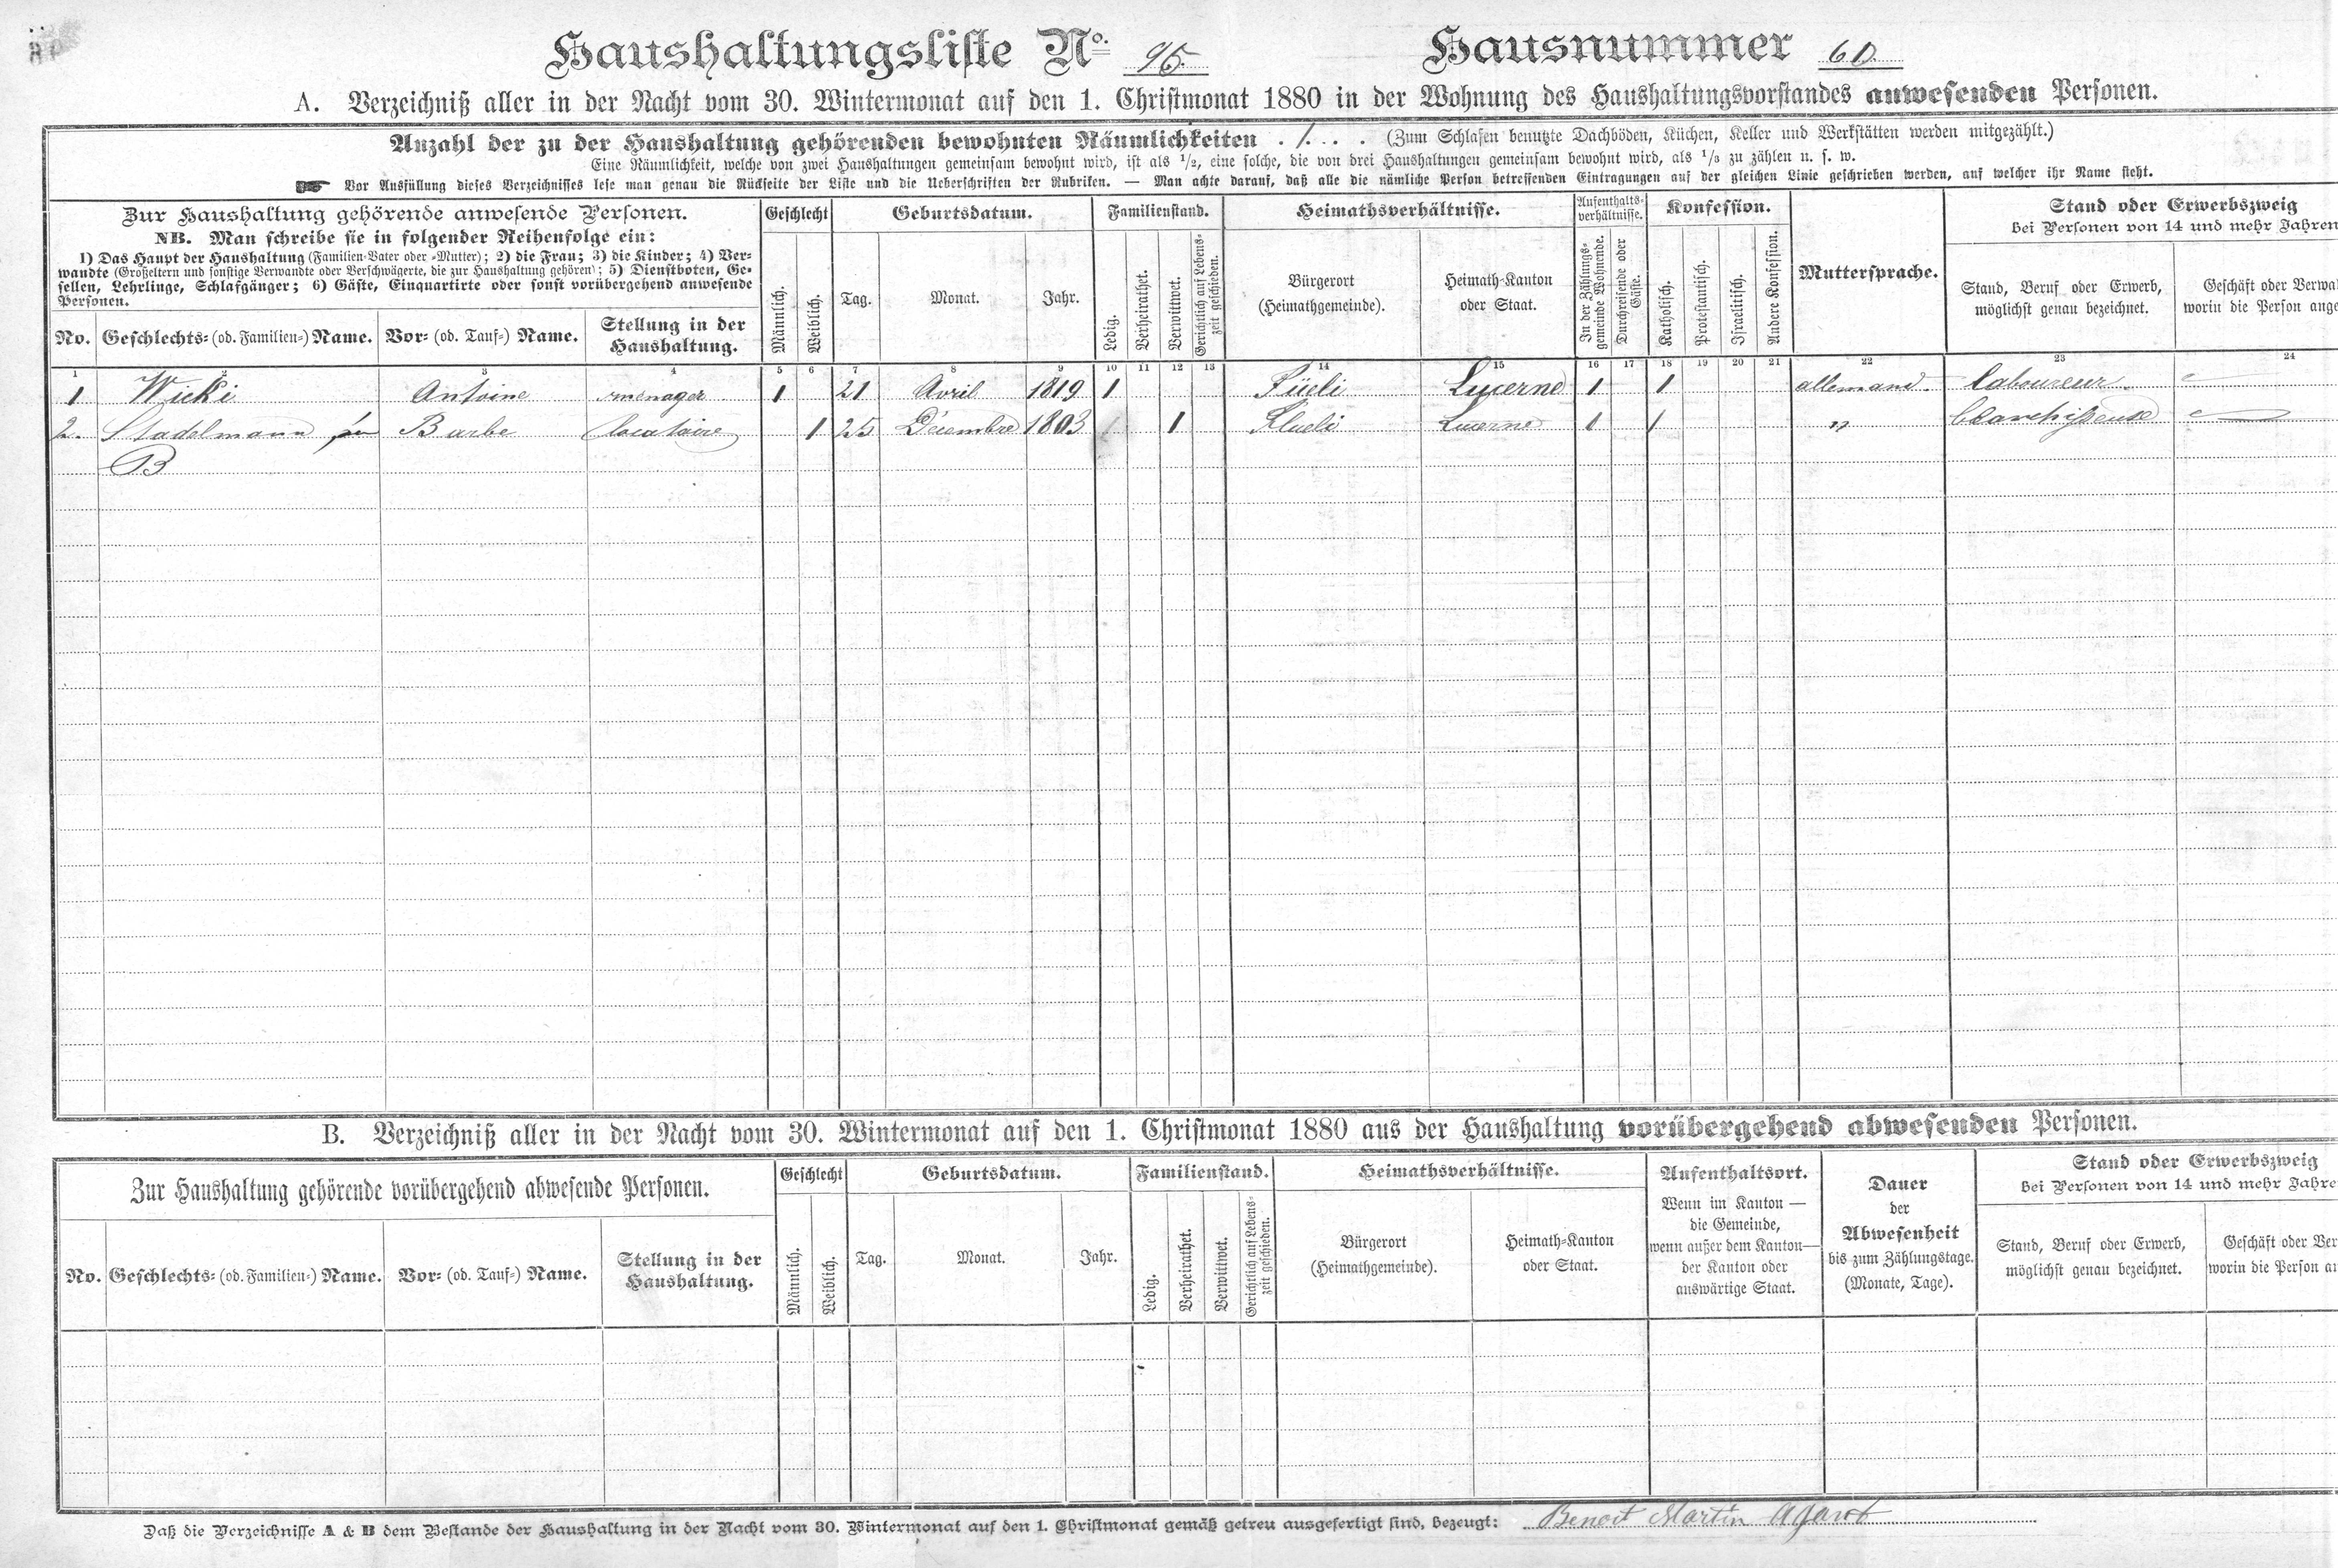 Haushaltungsliste No. 95. Hausnummer 60.
A. Verzeichniß aller in der Nacht vom 30. Wintermonat auf den 1. Christmonat 1880 in der Wohnung des Haushaltungsvorstandes anwesenden Personen.
Anzahl der zu der Haushaltung gehörenden bewohnten Räumlichkeiten . 1. . . (Zum Schlafen benutzte Dachböden, Küchen, Keller und Werkstätten werden mitgezählt.)
Eine Räumlichkeit, welche von zwei Haushaltungen gemeinsam bewohnt wird, ist als 1/2, eine solche, die von drei Haushaltungen gemeinsam bewohnt wird, als 1/3 zu zählen u. s. w.
Vor Ausfüllung dieses Verzeichnisses lese man genau die Rückseite der Liste und die Ueberschriften der Rubriken. — Man achte darauf, daß alle die nämliche Person betreffenden Eintragungen auf der gleichen Linie geschrieben werden, auf welcher ihr Name steht.
Zur Haushaltung gehörende anwesende Personen.
NB. Man schreibe sie in folgender Reihenfolge ein:
1) Das Haupt der Haushaltung (Familien-Vater oder -Mutter); 2) die Frau; 3) die Kinder; 4) Ver-
wandte (Großeltern und sonstige Verwandte oder Verschwägerte, die zur Haushaltung gehören); 5) Dienstboten, Ge-
sellen, Lehrlinge, Schlafgänger; 6) Gäste, Einquartirte oder sonst vorübergehend anwesende
Personen.
No. Geschlechts- (od. Familien-) Name. Vor- (od. Tauf-) Name. Stellung in der
Haushaltung.
Geschlecht
Männlich. Weiblich.
Geburtsdatum.
Tag. Monat. Jahr.
Familienstand.
Ledig. Verheirathet. Verwittwet. Gerichtlich auf Lebens-
zeit geschieden.
Heimathsverhältnisse.
Bürgerort
(Heimathgemeinde).
Heimath-Kanton
oder Staat.
Aufenthalts-
verhältnisse.
In der Zählungs-
gemeinde Wohnende.
Durchreisende oder
Gäste.
Konfession.
Katholisch. Protestantisch. Israelitisch. Andere Konfession.
Muttersprache.
Stand oder Erwerbszweig
bei Personen von 14 und mehr Jahren
Stand, Beruf oder Erwerb,
möglichst genau bezeichnet.
Geschäft oder Verwal
worin die Person ange
1 2 3 4 5 6 7 8 9 10 11 12 13 14 15 16 17 18 19 20 21 22 23 24
1 Wicki Antoine ménager 1 21 Avril 1819 1 Lucerne 1 1 allemand. laboureur
2. Stadelmann Barbe locataire 1 25 Décembre 1803 1 Lucerne 1 1 " blanchißeuse
B
B. Verzeichniß aller in der Nacht vom 30. Wintermonat auf den 1. Christmonat 1880 aus der Haushaltung vorübergehend abwesenden Personen.
Zur Haushaltung gehörende vorübergehend abwesende Personen.
No. Geschlechts- (od. Familien-) Name. Vor- (od. Tauf-) Name. Stellung in der
Haushaltung.
Geschlecht
Männlich. Weiblich.
Geburtsdatum.
Tag. Monat. Jahr.
Familienstand.
Ledig. Verheirathet. Verwittwet. Gerichtlich auf Lebens-
zeit geschieden.
Heimathsverhältnisse.
Bürgerort
(Heimathgemeinde).
Heimath-Kanton
oder Staat.
Aufenthaltsort.
Wenn im Kanton —
die Gemeinde,
wenn außer dem Kanton—
der Kanton oder
auswärtige Staat.
Dauer
der
Abwesenheit
bis zum Zählungstage.
(Monate, Tage).
Stand oder Erwerbszweig
bei Personen von 14 und mehr Jahre
Stand, Beruf oder Erwerb,
möglichst genau bezeichnet.
Geschäft oder Ver
worin die Person an
Daß die Verzeichnisse A & B dem Bestande der Haushaltung in der Nacht vom 30. Wintermonat auf den 1. Christmonat gemäß getreu ausgefertigt sind, bezeugt: Benoit Martin